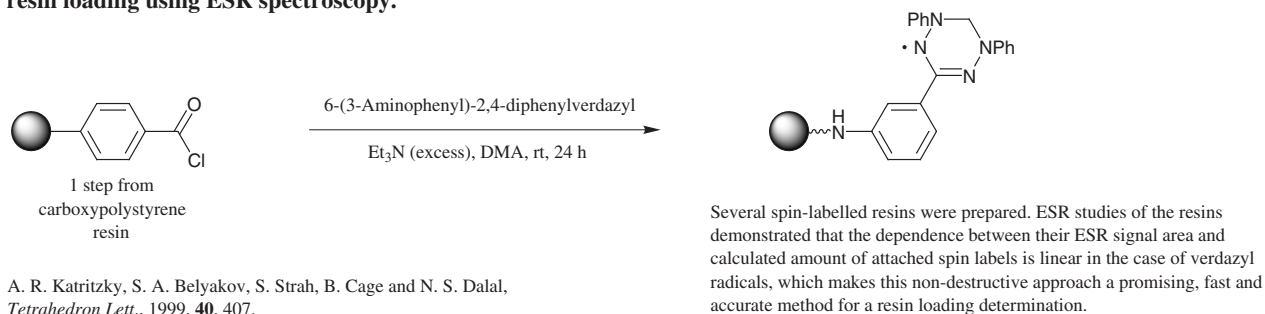 resin loading using ESR spectroscopy.
PhN
N
NPh
N
O
Cl
6-(3-Aminophenyl)-2,4-diphenylverdazyl
Et₃N (excess), DMA, rt, 24 h
H
N
1 step from
carboxypolystyrene
resin
Several spin-labelled resins were prepared. ESR studies of the resins
demonstrated that the dependence between their ESR signal area and
calculated amount of attached spin labels is linear in the case of verdazyl
radicals, which makes this non-destructive approach a promising, fast and
accurate method for a resin loading determination.
A. R. Katritzky, S. A. Belyakov, S. Strah, B. Cage and N. S. Dalal,
Tetrahedron Lett., 1999, 40, 407.